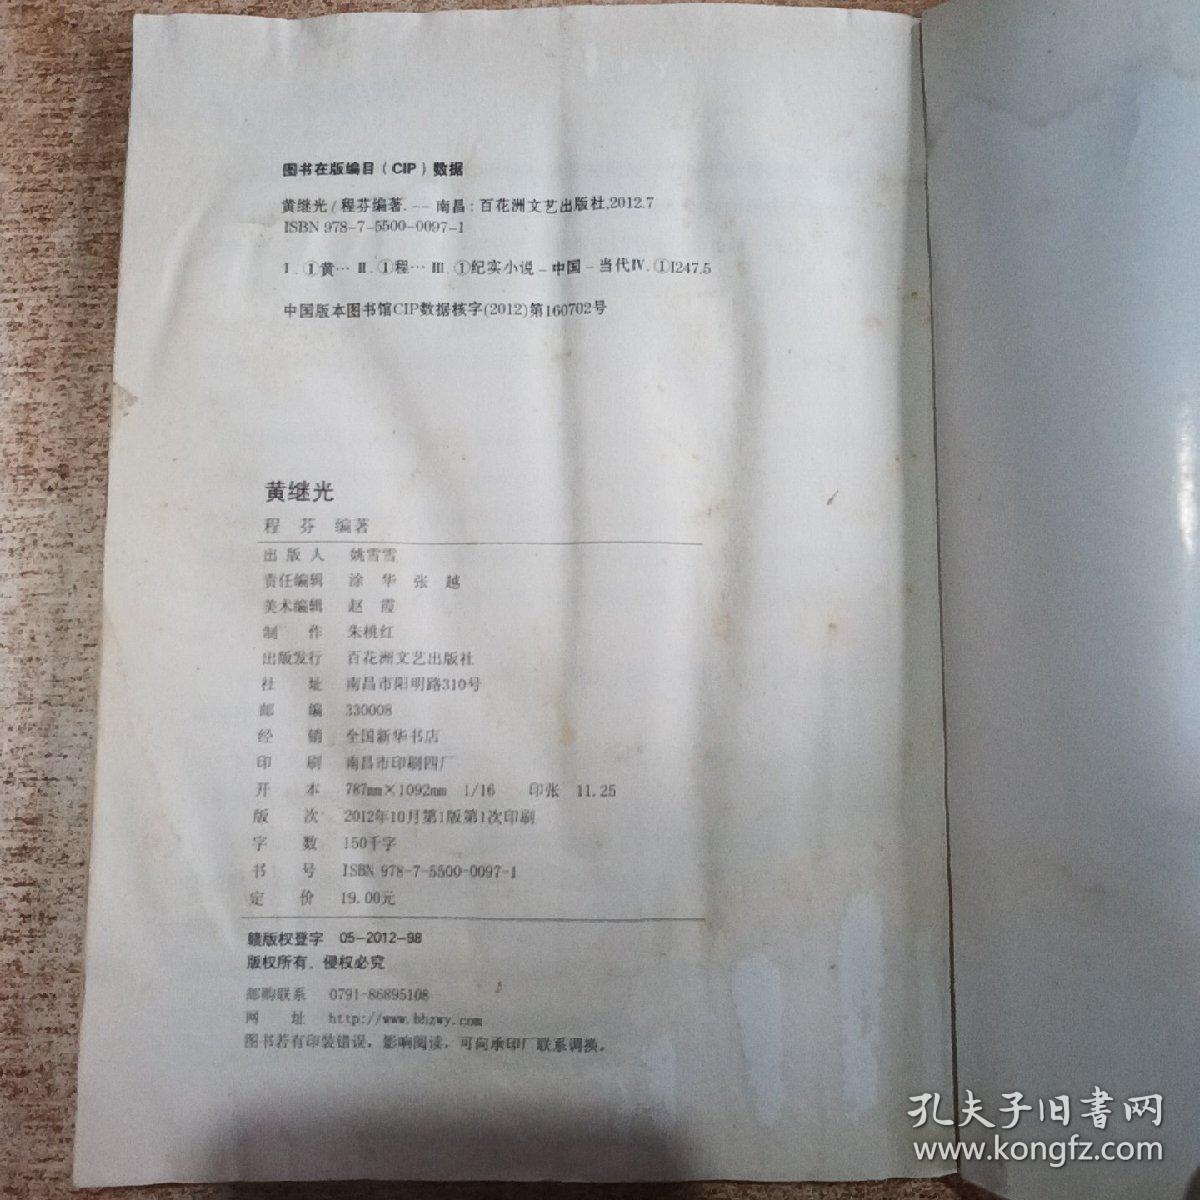 图书在版编目（CIP）数据
黄继光/程芬编著.--南昌：百花洲文艺出版社,2012.7
ISBN 978-7-5500-0097-1
Ⅰ.①黄… Ⅱ.①程… Ⅲ.①纪实小说－中国－当代Ⅳ.①I247.5
中国版本图书馆CIP数据核字(2012)第160702号
黄继光
程 芬 编著
出 版 人 姚雪雪
责任编辑 涂 华 张 越
美术编辑 赵 霞
制 作 朱桃红
出版发行 百花洲文艺出版社
社 址 南昌市阳明路310号
邮 编 330008
经 销 全国新华书店
印 刷 南昌市印刷四厂
开 本 787mm×1092mm 1/16 印张 11.25
版 次 2012年10月第1版第1次印刷
字 数 150千字
书 号 ISBN 978-7-5500-0097-1
定 价 19.00元
赣版权登字 05-2012-98
版权所有，侵权必究
邮购联系 0791-86895108
网 址 http://www.bhzwy.com
图书若有印装错误，影响阅读，可向承印厂联系调换。
孔夫子旧书网
www.kongfz.com